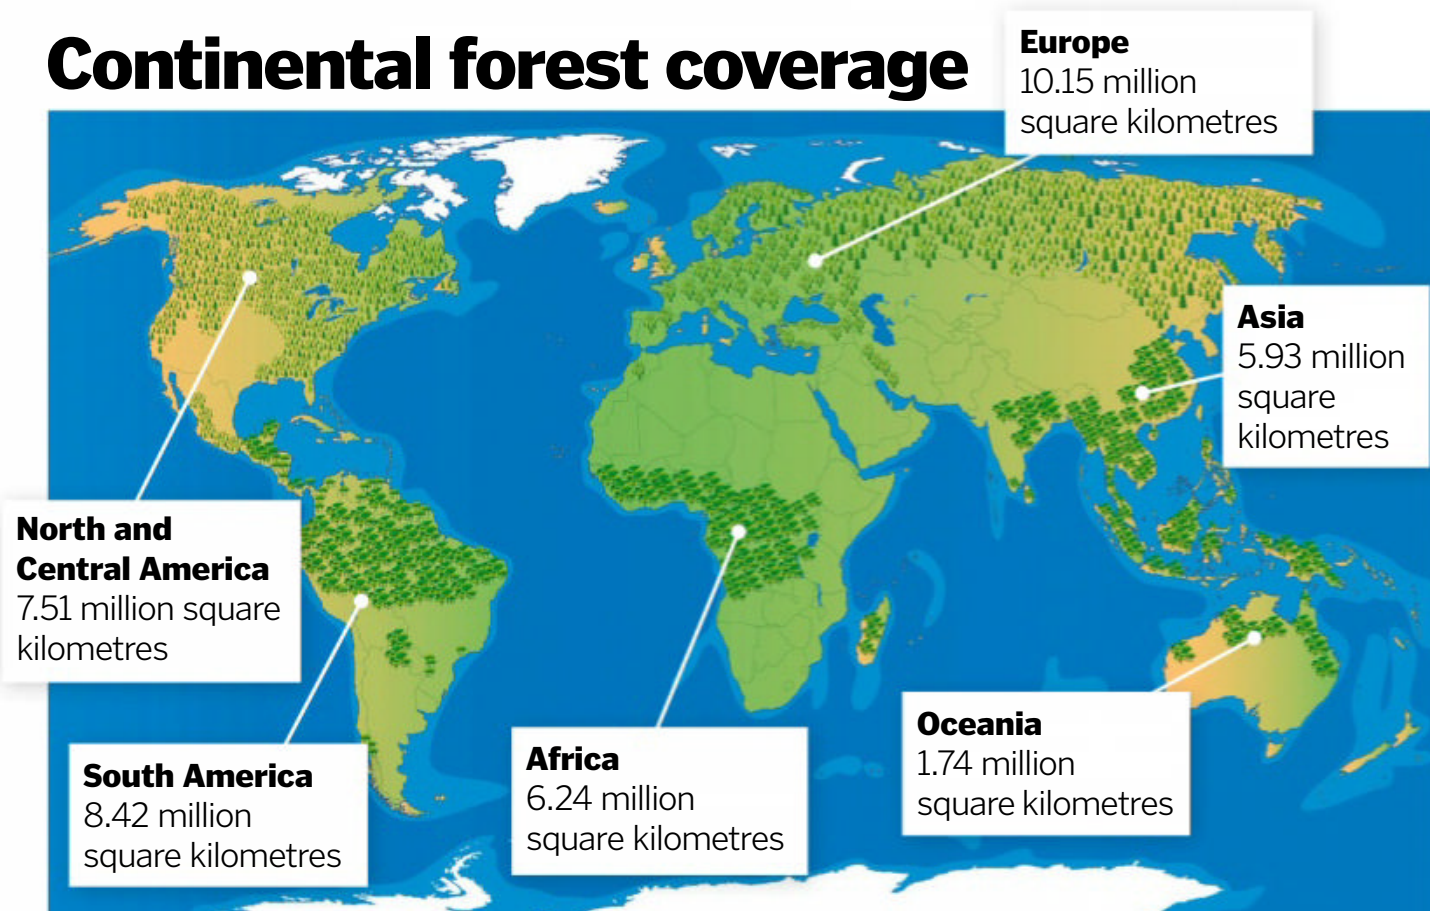 Continental forest coverage
Europe
10.15 million
square kilometres
Asia
5.93 million
square
kilometres
North and
Central America
7.51 million square
kilometres
South America
8.42 million
square kilometres
Africa
6.24 million
square kilometres
Oceania
1.74 million
square kilometres